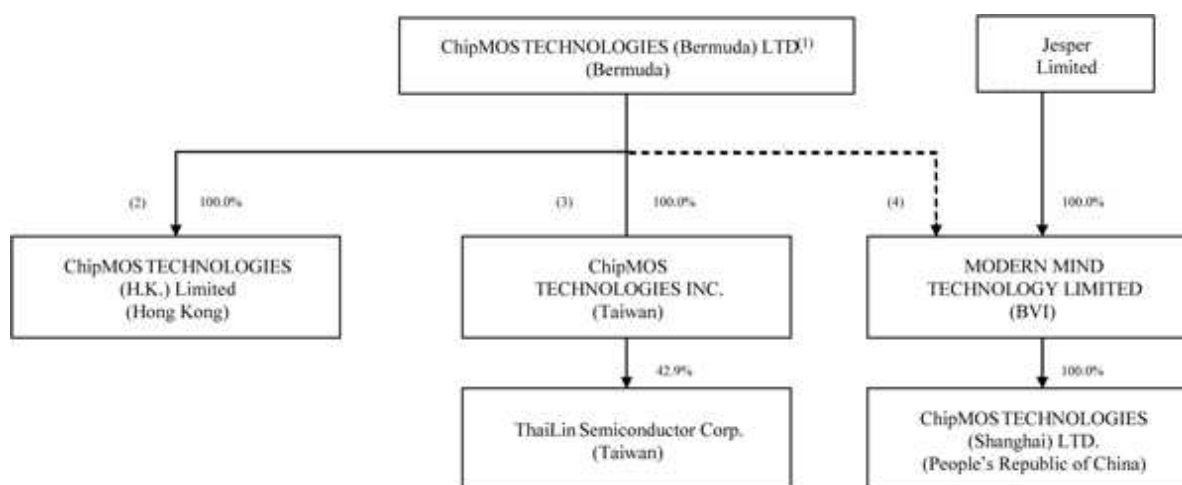 ChipMOS TECHNOLOGIES (Bermuda) LTD.(1)
(Bermuda)
Jesper
Limited
(2)
100.0%
(3)
100.0%
(4)
100.0%
ChipMOS TECHNOLOGIES
(H.K.) Limited
(Hong Kong)
ChipMOS
TECHNOLOGIES INC.
(Taiwan)
MODERN MIND
TECHNOLOGY LIMITED
(BVI)
42.9%
100.0%
ThaiLin Semiconductor Corp.
(Taiwan)
ChipMOS TECHNOLOGIES
(Shanghai) LTD.
(People's Republic of China)